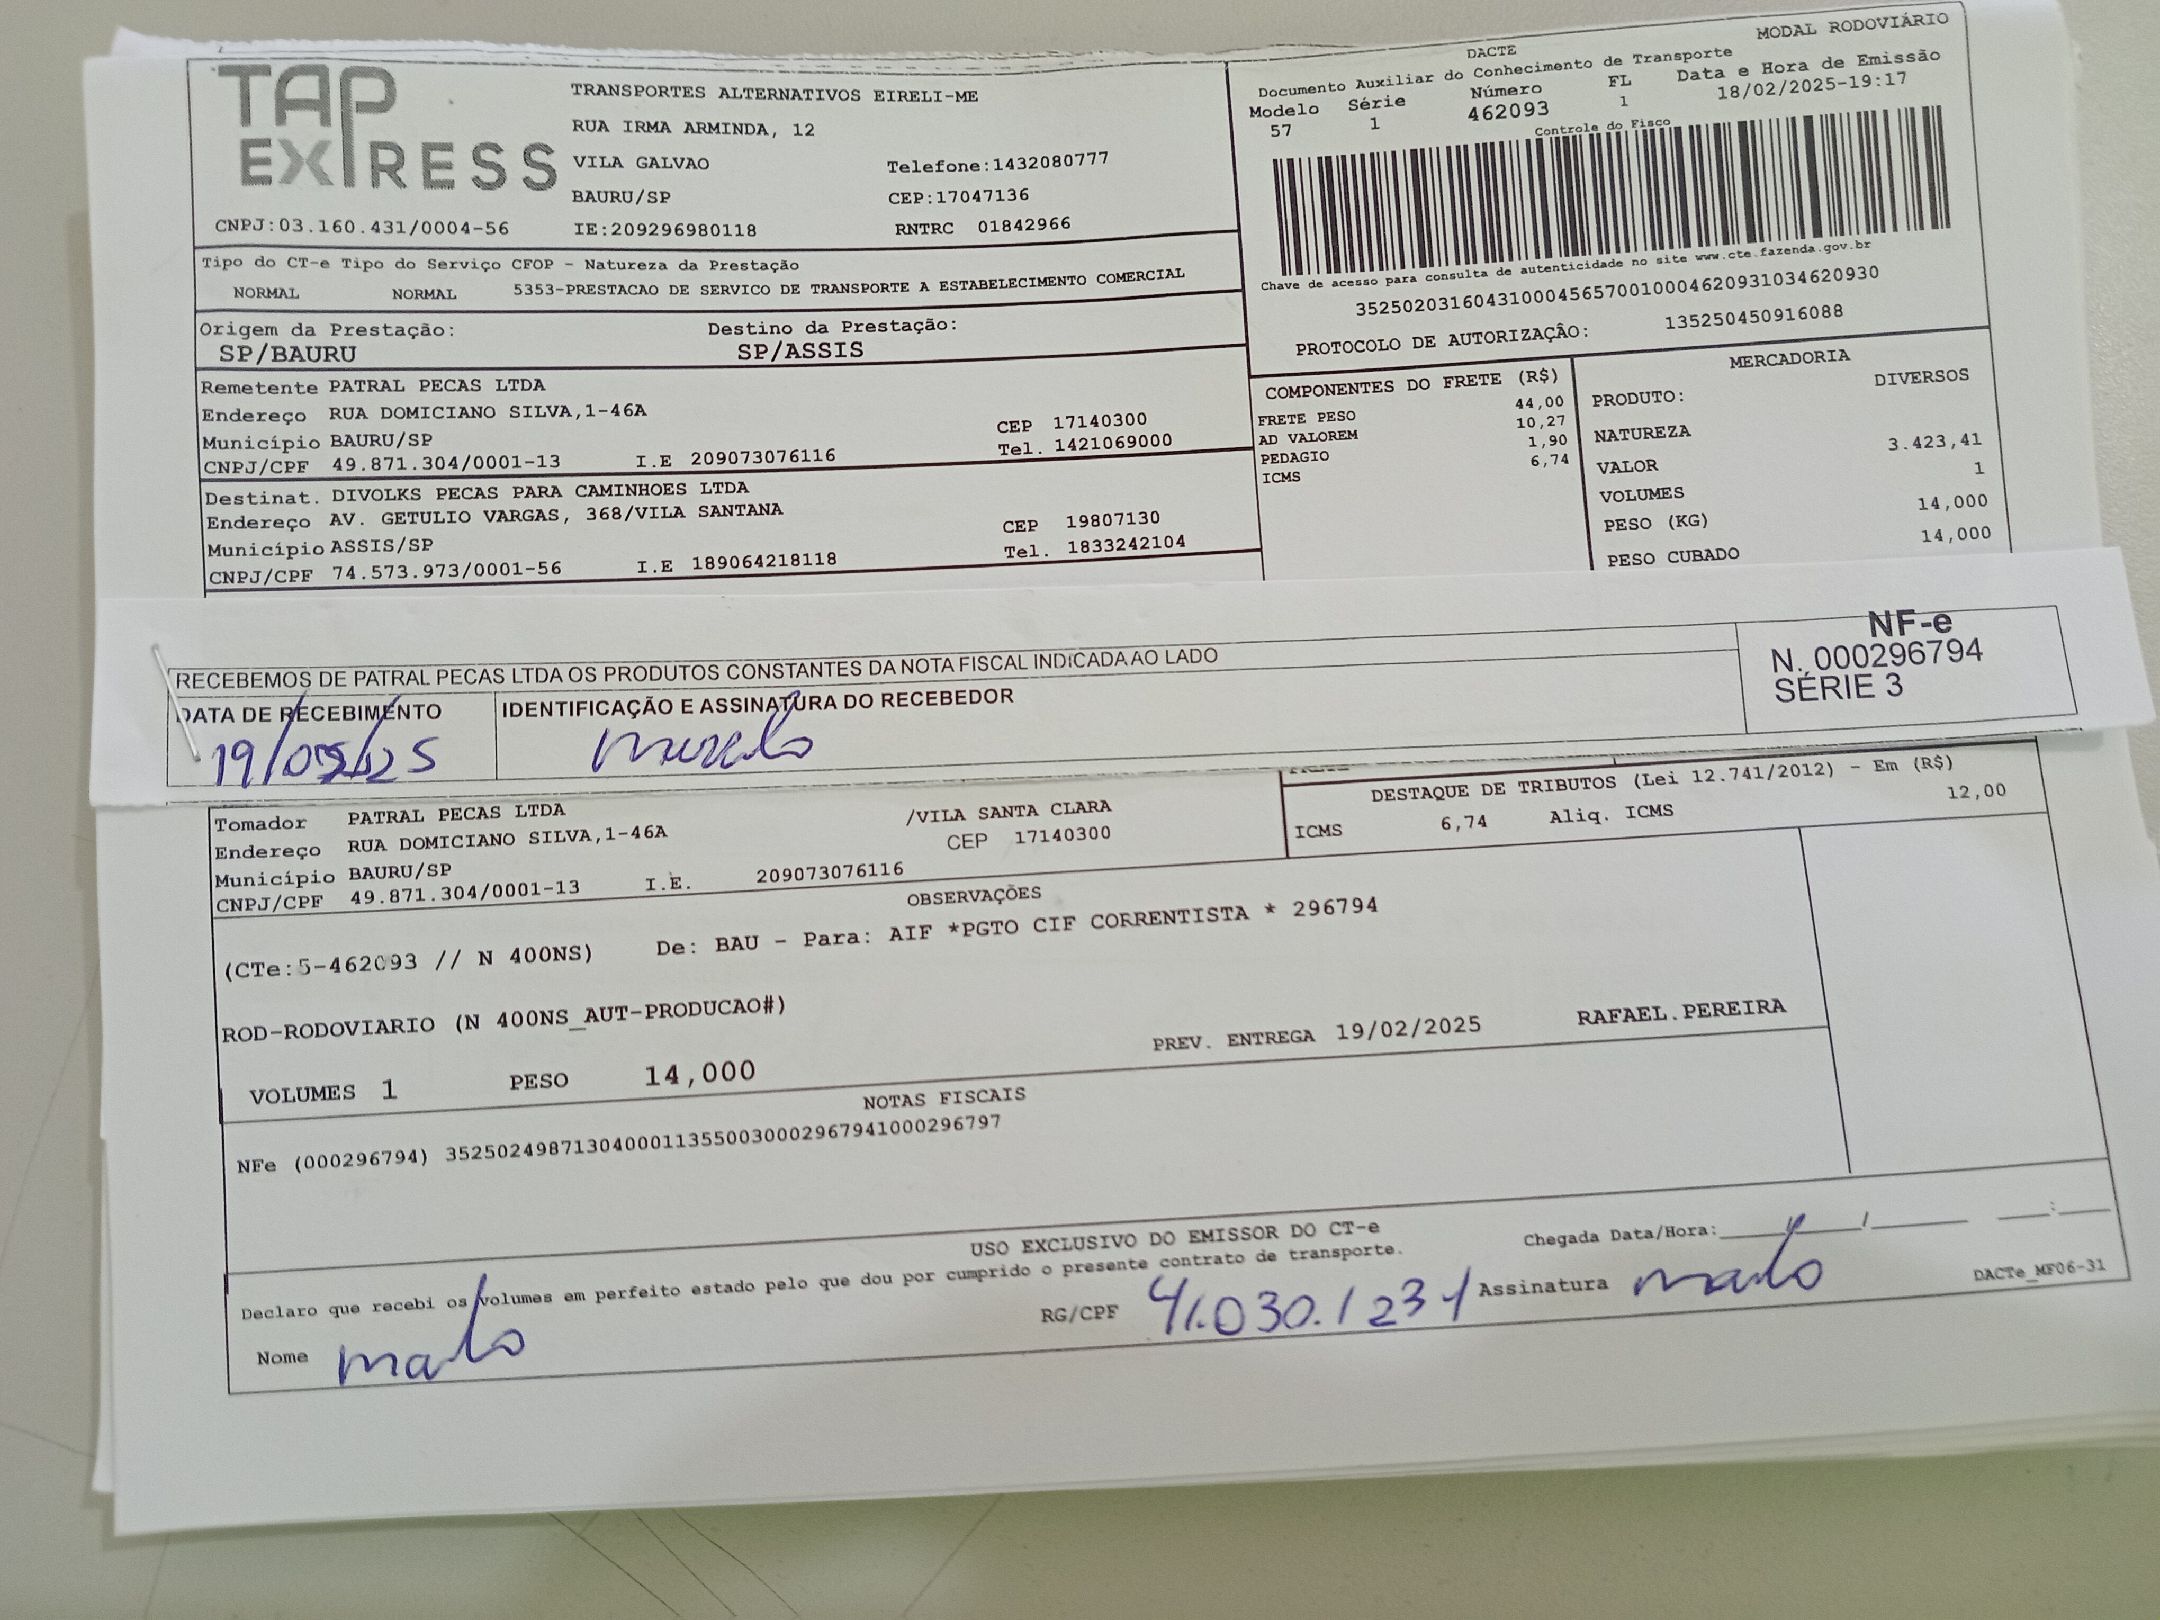 TAP EXPRESS
TRANSPORTES ALTERNATIVOS EIRELI-ME
RUA IRMA ARMINDA, 12
VILA GALVAO Telefone:1432080777
BAURU/SP CEP:17047136
CNPJ:03.160.431/0004-56 IE:209296980118 RNTRC 01842966
MODAL RODOVIÁRIO
DACTE
Documento Auxiliar do Conhecimento de Transporte
Modelo Série Número FL Data e Hora de Emissão
57 1 462093 1 18/02/2025-19:17
Controle do Fisco
Chave de acesso para consulta de autenticidade no site www.cte.fazenda.gov.br
35250203160431000456570010004620931034620930
PROTOCOLO DE AUTORIZAÇÂO: 135250450916088
Tipo do CT-e Tipo do Serviço CFOP - Natureza da Prestação
NORMAL NORMAL 5353-PRESTACAO DE SERVICO DE TRANSPORTE A ESTABELECIMENTO COMERCIAL
Origem da Prestação: Destino da Prestação:
SP/BAURU SP/ASSIS
Remetente PATRAL PECAS LTDA
Endereço RUA DOMICIANO SILVA,1-46A CEP 17140300
Município BAURU/SP Tel. 1421069000
CNPJ/CPF 49.871.304/0001-13 I.E 209073076116
Destinat. DIVOLKS PECAS PARA CAMINHOES LTDA
Endereço AV. GETULIO VARGAS, 368/VILA SANTANA CEP 19807130
Município ASSIS/SP Tel. 1833242104
CNPJ/CPF 74.573.973/0001-56 I.E 189064218118
COMPONENTES DO FRETE (R$)
FRETE PESO 44,00
AD VALOREM 10,27
PEDAGIO 1,90
ICMS 6,74
MERCADORIA
PRODUTO: DIVERSOS
NATUREZA
VALOR 3.423,41
VOLUMES 1
PESO (KG) 14,000
PESO CUBADO 14,000
RECEBEMOS DE PATRAL PECAS LTDA OS PRODUTOS CONSTANTES DA NOTA FISCAL INDICADA AO LADO
DATA DE RECEBIMENTO IDENTIFICAÇÃO E ASSINATURA DO RECEBEDOR
NF-e
N. 000296794
SÉRIE 3
Tomador PATRAL PECAS LTDA /VILA SANTA CLARA
Endereço RUA DOMICIANO SILVA,1-46A CEP 17140300
Município BAURU/SP
CNPJ/CPF 49.871.304/0001-13 I.E. 209073076116
DESTAQUE DE TRIBUTOS (Lei 12.741/2012) - Em (R$)
ICMS 6,74 Aliq. ICMS 12,00
OBSERVAÇÕES
(CTe:5-462093 // N 400NS) De: BAU - Para: AIF *PGTO CIF CORRENTISTA * 296794
ROD-RODOVIARIO (N 400NS_AUT-PRODUCAO#)
PREV. ENTREGA 19/02/2025 RAFAEL.PEREIRA
VOLUMES 1 PESO 14,000
NOTAS FISCAIS
NFe (000296794) 35250249871304000113550030002967941000296797
USO EXCLUSIVO DO EMISSOR DO CT-e
Declaro que recebi os volumes em perfeito estado pelo que dou por cumprido o presente contrato de transporte.
Chegada Data/Hora:____/____/____ ___:___
Nome RG/CPF 41.030.123-1 Assinatura
DACTe_MF06-31